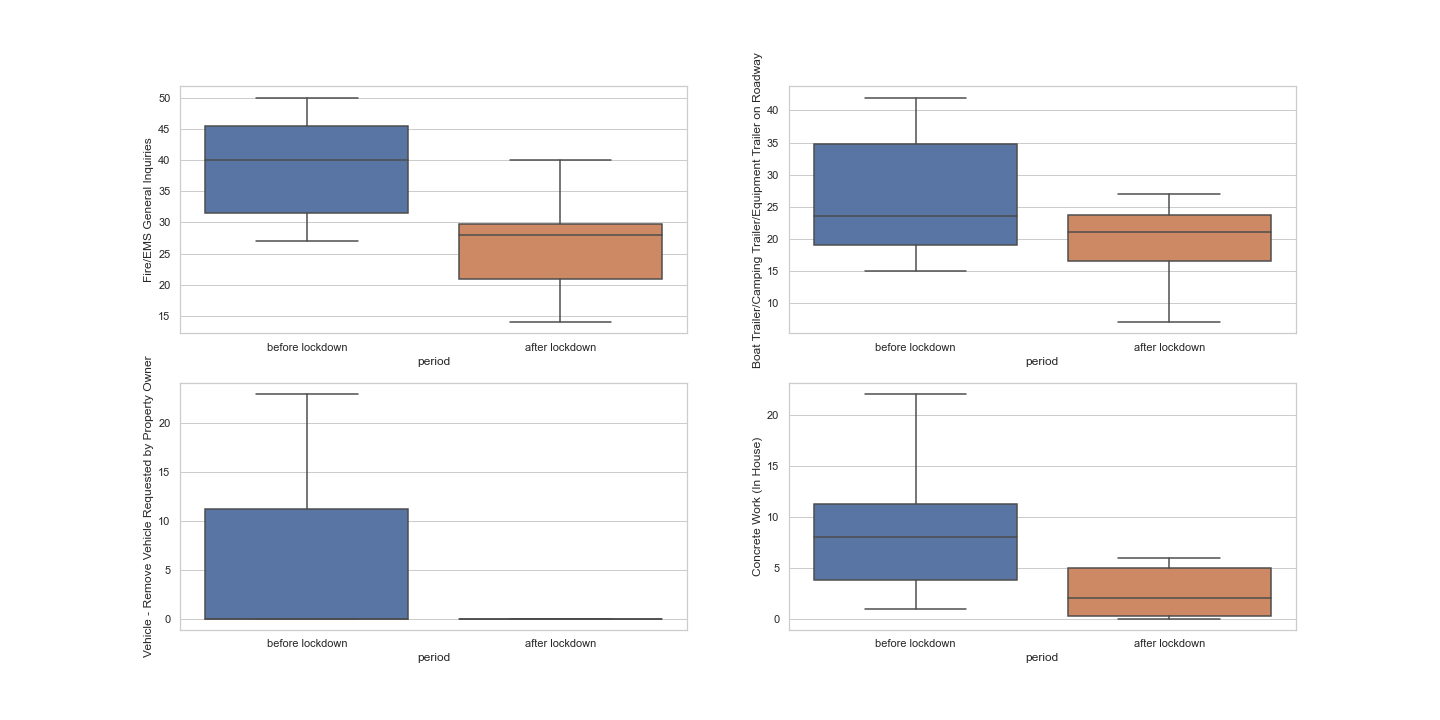 Fire/EMS General Inquiries
50
45
40
35
30
25
20
15
before lockdown
after lockdown
period
Boat Trailer/Camping Trailer/Equipment Trailer on Roadway
40
35
30
25
20
15
10
before lockdown
after lockdown
period
Vehicle - Remove Vehicle Requested by Property Owner
20
15
10
5
0
before lockdown
after lockdown
period
Concrete Work (In House)
20
15
10
5
0
before lockdown
after lockdown
period